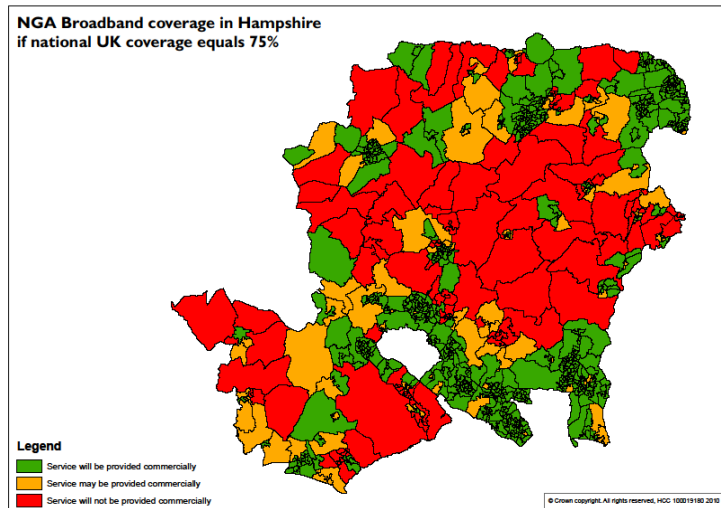 NGA Broadband coverage in Hampshire
if national UK coverage equals 75%
Legend
Service will be provided commercially
Service may be provided commercially
Service will not be provided commercially
© Crown copyright. All rights reserved, HCC 100019180 2010